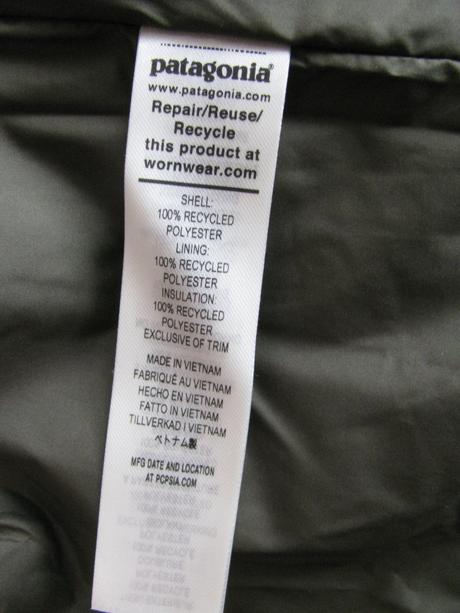 patagonia®
www.patagonia.com
Repair/Reuse/
Recycle
this product at
wornwear.com
SHELL:
100% RECYCLED
POLYESTER
LINING:
100% RECYCLED
POLYESTER
INSULATION:
100% RECYCLED
POLYESTER
EXCLUSIVE OF TRIM
MADE IN VIETNAM
FABRIQUÉ AU VIETNAM
HECHO EN VIETNAM
FATTO IN VIETNAM
TILLVERKAD I VIETNAM
ベトナム製
MFG DATE AND LOCATION
AT PCPSIA.COM